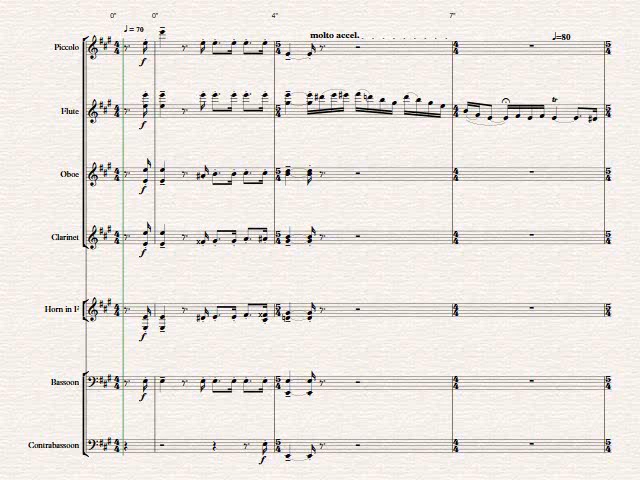 0" 0" 4" 7"
♩= 70 molto accel. . . . . . . . . . ♩=80
Piccolo
f
Flute
f
tr
Oboe
f
Clarinet
f
Horn in F
f
Bassoon
f
Contrabassoon
f